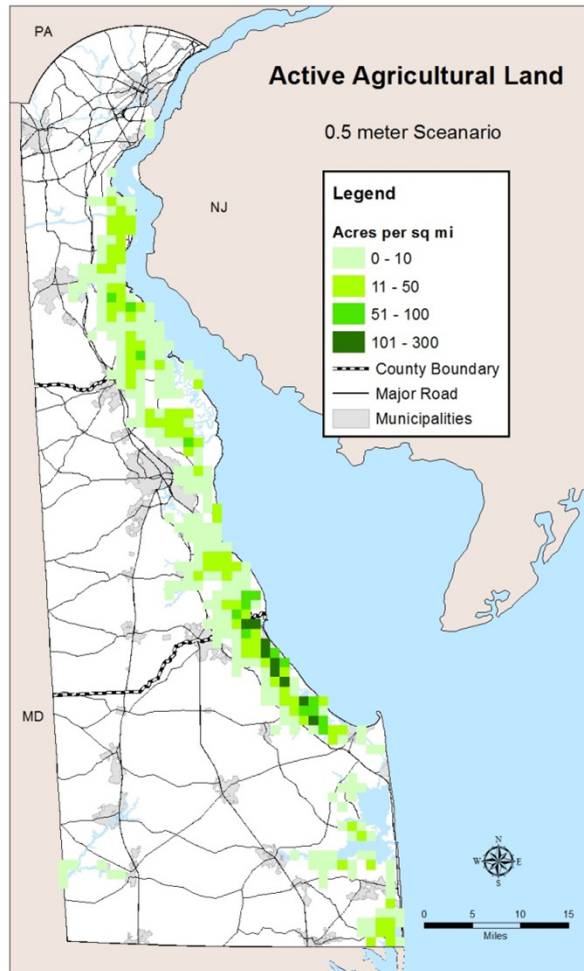 PA
Active Agricultural Land
0.5 meter Sceanario
NJ
Legend
Acres per sq mi
0 - 10
11 - 50
51 - 100
101 - 300
County Boundary
Major Road
Municipalities
MD
N
W E
S
0 5 10 15
Miles